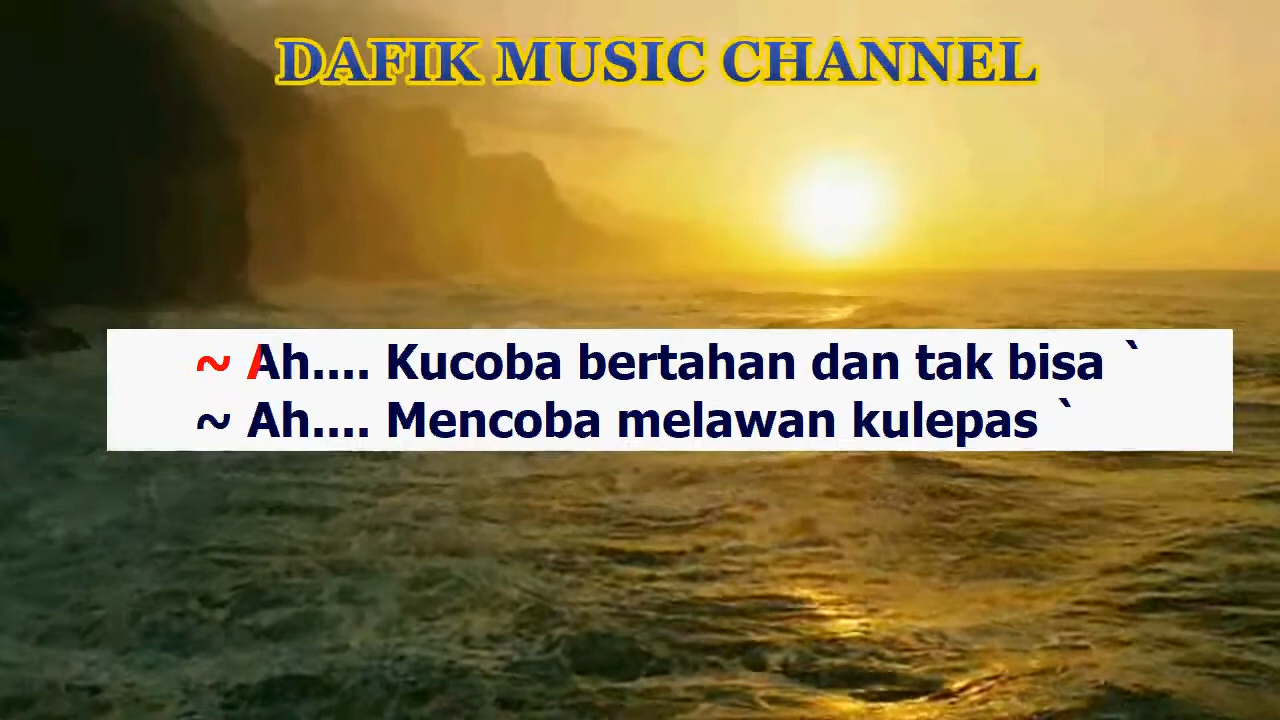 DAFIK MUSIC CHANNEL
~ Ah.... Kucoba bertahan dan tak bisa `
~ Ah.... Mencoba melawan kulepas `